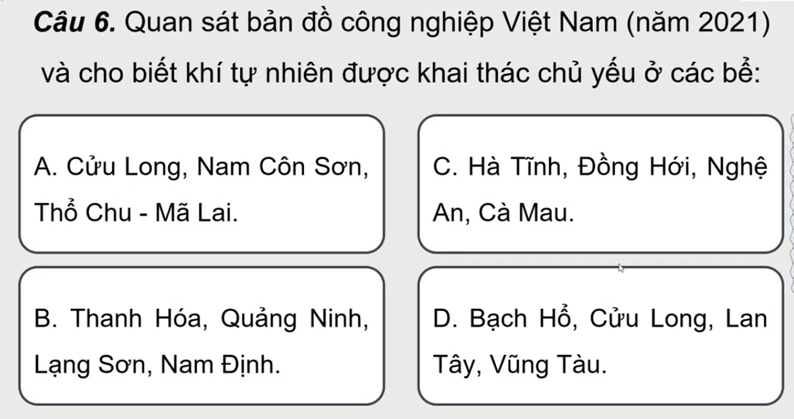 Câu 6. Quan sát bản đồ công nghiệp Việt Nam (năm 2021)
và cho biết khí tự nhiên được khai thác chủ yếu ở các bể:
A. Cửu Long, Nam Côn Sơn,
Thổ Chu - Mã Lai.
C. Hà Tĩnh, Đồng Hới, Nghệ
An, Cà Mau.
B. Thanh Hóa, Quảng Ninh,
Lạng Sơn, Nam Định.
D. Bạch Hổ, Cửu Long, Lan
Tây, Vũng Tàu.